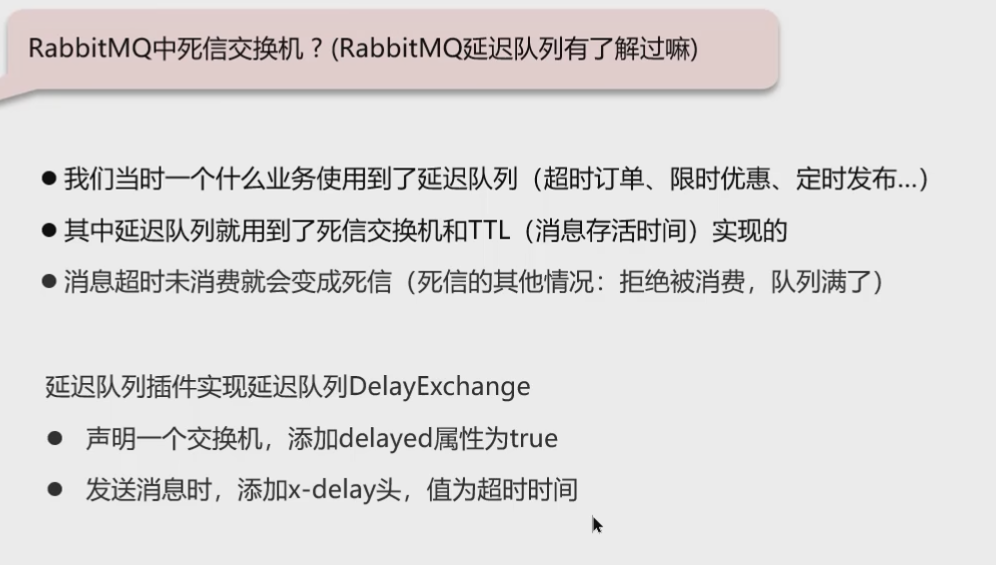 RabbitMQ中死信交换机？(RabbitMQ延迟队列有了解过嘛)
● 我们当时一个什么业务使用到了延迟队列（超时订单、限时优惠、定时发布...）
● 其中延迟队列就用到了死信交换机和TTL（消息存活时间）实现的
● 消息超时未消费就会变成死信（死信的其他情况：拒绝被消费，队列满了）
延迟队列插件实现延迟队列DelayExchange
● 声明一个交换机，添加delayed属性为true
● 发送消息时，添加x-delay头，值为超时时间